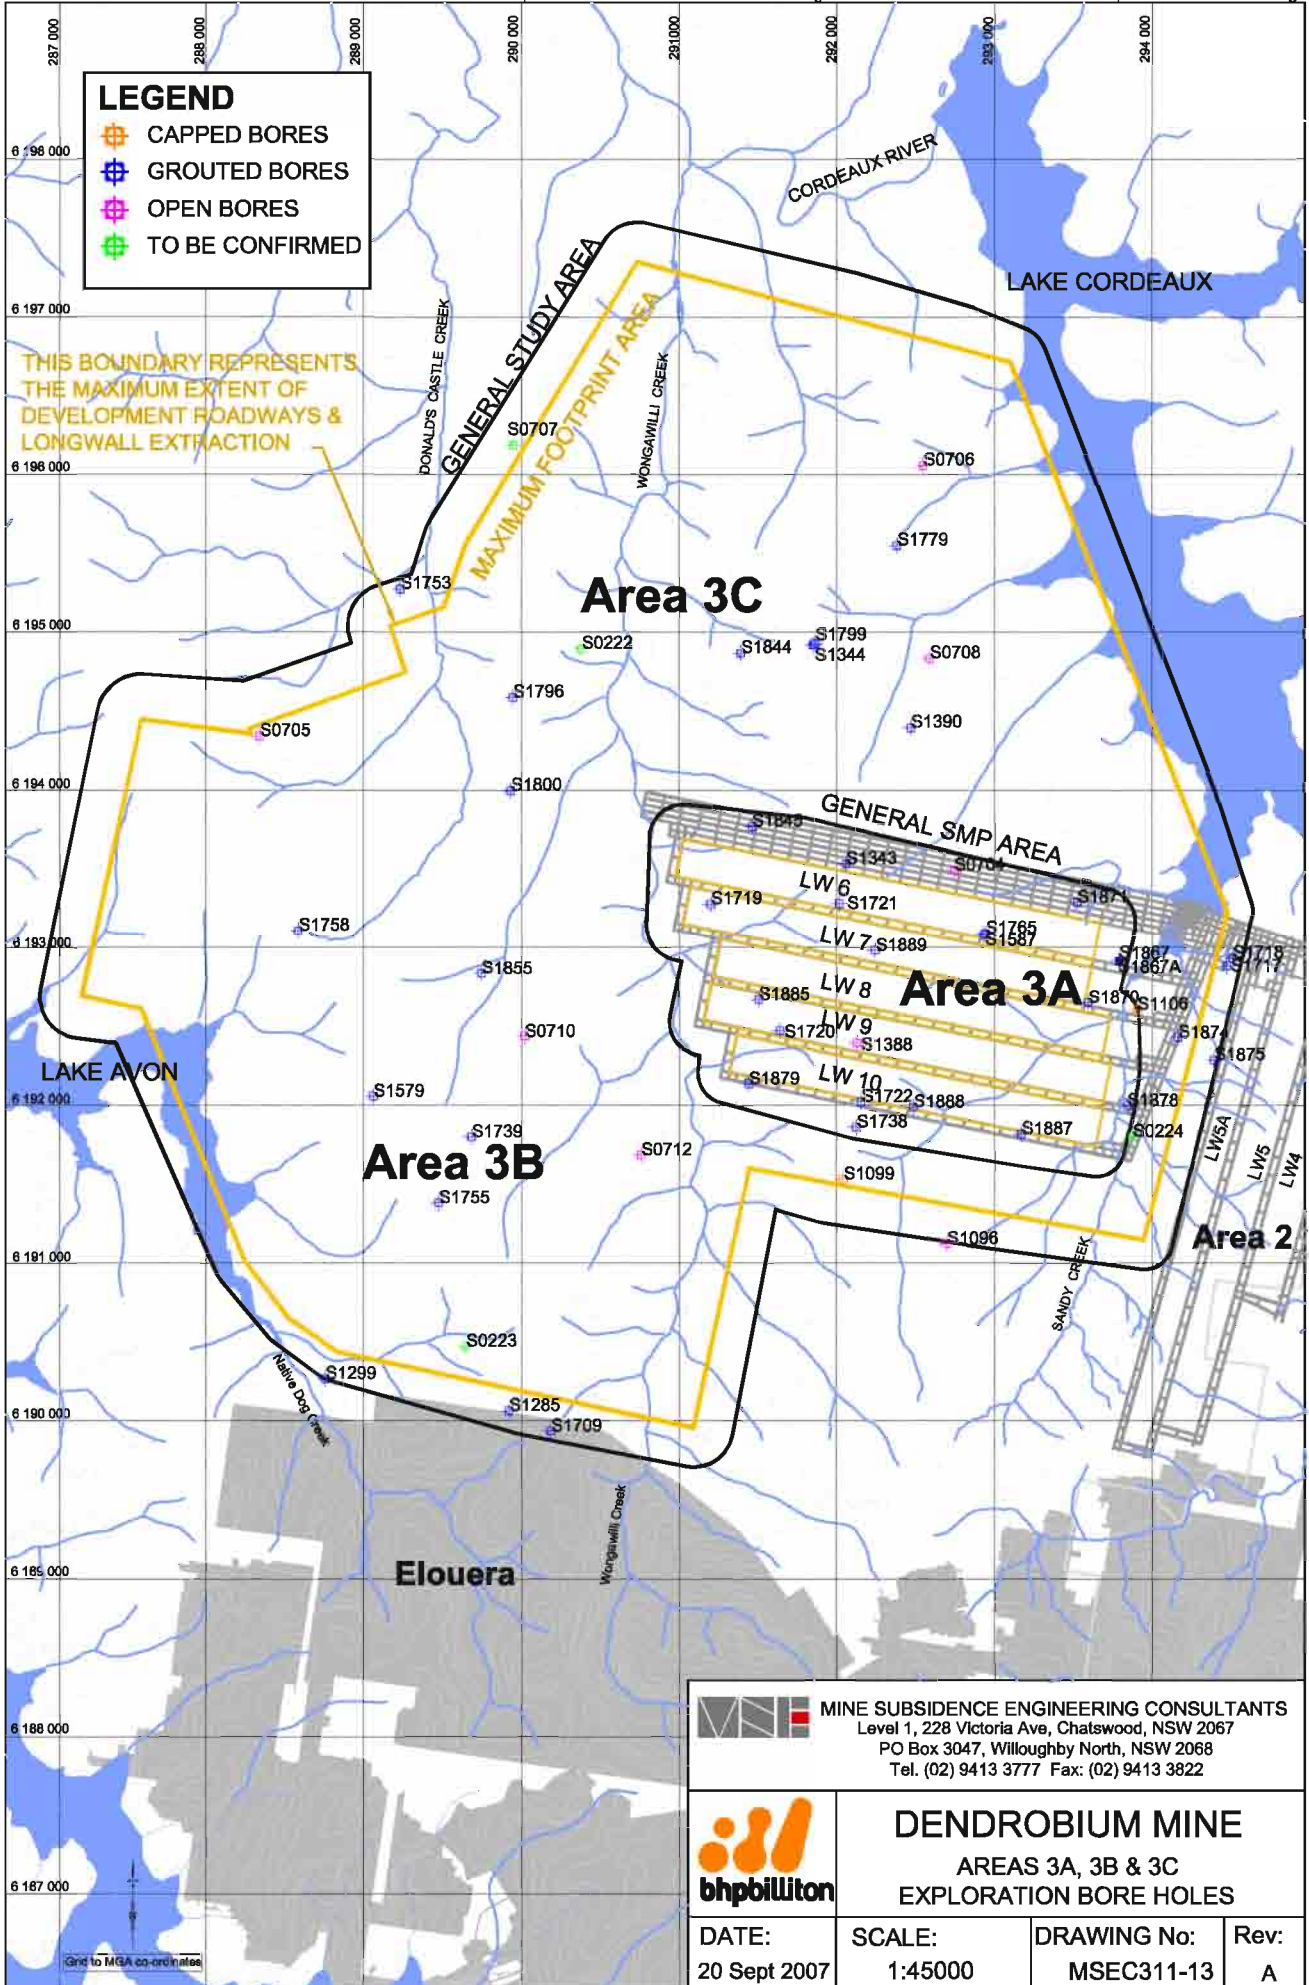 287 000
288 000
289 000
290 000
291000
292 000
293 000
294 000
LEGEND
CAPPED BORES
GROUTED BORES
OPEN BORES
TO BE CONFIRMED
6 198 000
CORDEAUX RIVER
LAKE CORDEAUX
6 197 000
THIS BOUNDARY REPRESENTS
THE MAXIMUM EXTENT OF
DEVELOPMENT ROADWAYS &
LONGWALL EXTRACTION
DONALD'S CASTLE CREEK
GENERAL STUDY AREA
MAXIMUM FOOTPRINT AREA
WONGAWILLI CREEK
S0707
S0706
6 196 000
S1779
S1753
Area 3C
6 195 000
S0222
S1844
S1799
S1344
S0708
S1796
S0705
S1390
6 194 000
S1800
GENERAL SMP AREA
S1845
S1343
S0704
LW 6
S1871
S1719
S1721
S1758
6 193 000
LW 7
S1889
S1765
S1587
S1867
S1867A
S1718
S1717
S1855
LW 8
Area 3A
S1885
S1870
S1106
S0710
LW 9
S1720
S1388
S1874
S1875
LAKE AVON
S1579
S1879
LW 10
S1722
S1888
S1878
6 192 000
S1739
S1738
S1887
S0224
Area 3B
S0712
S1099
LW5A
LW5
LW4
S1755
S1096
Area 2
6 191 000
SANDY CREEK
S0223
S1299
Native Dog Creek
S1285
6 190 000
S1709
Wongawilli Creek
Elouera
6 189 000
6 188 000
6 187 000
Grid to MGA co-ordinates
MINE SUBSIDENCE ENGINEERING CONSULTANTS
Level 1, 228 Victoria Ave, Chatswood, NSW 2067
PO Box 3047, Willoughby North, NSW 2068
Tel. (02) 9413 3777 Fax: (02) 9413 3822
bhpbilliton
DENDROBIUM MINE
AREAS 3A, 3B & 3C
EXPLORATION BORE HOLES
DATE:
20 Sept 2007
SCALE:
1:45000
DRAWING No:
MSEC311-13
Rev:
A